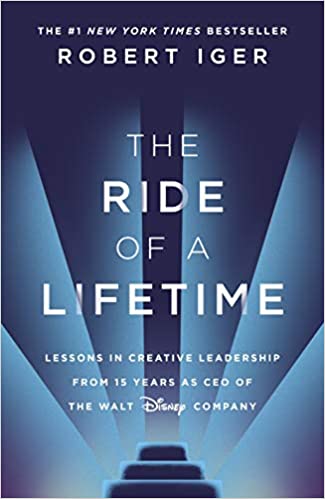 THE #1 NEW YORK TIMES BESTSELLER
ROBERT IGER
THE
RIDE
OF A
LIFETIME
LESSONS IN CREATIVE LEADERSHIP
FROM 15 YEARS AS CEO OF
THE WALT Disney COMPANY